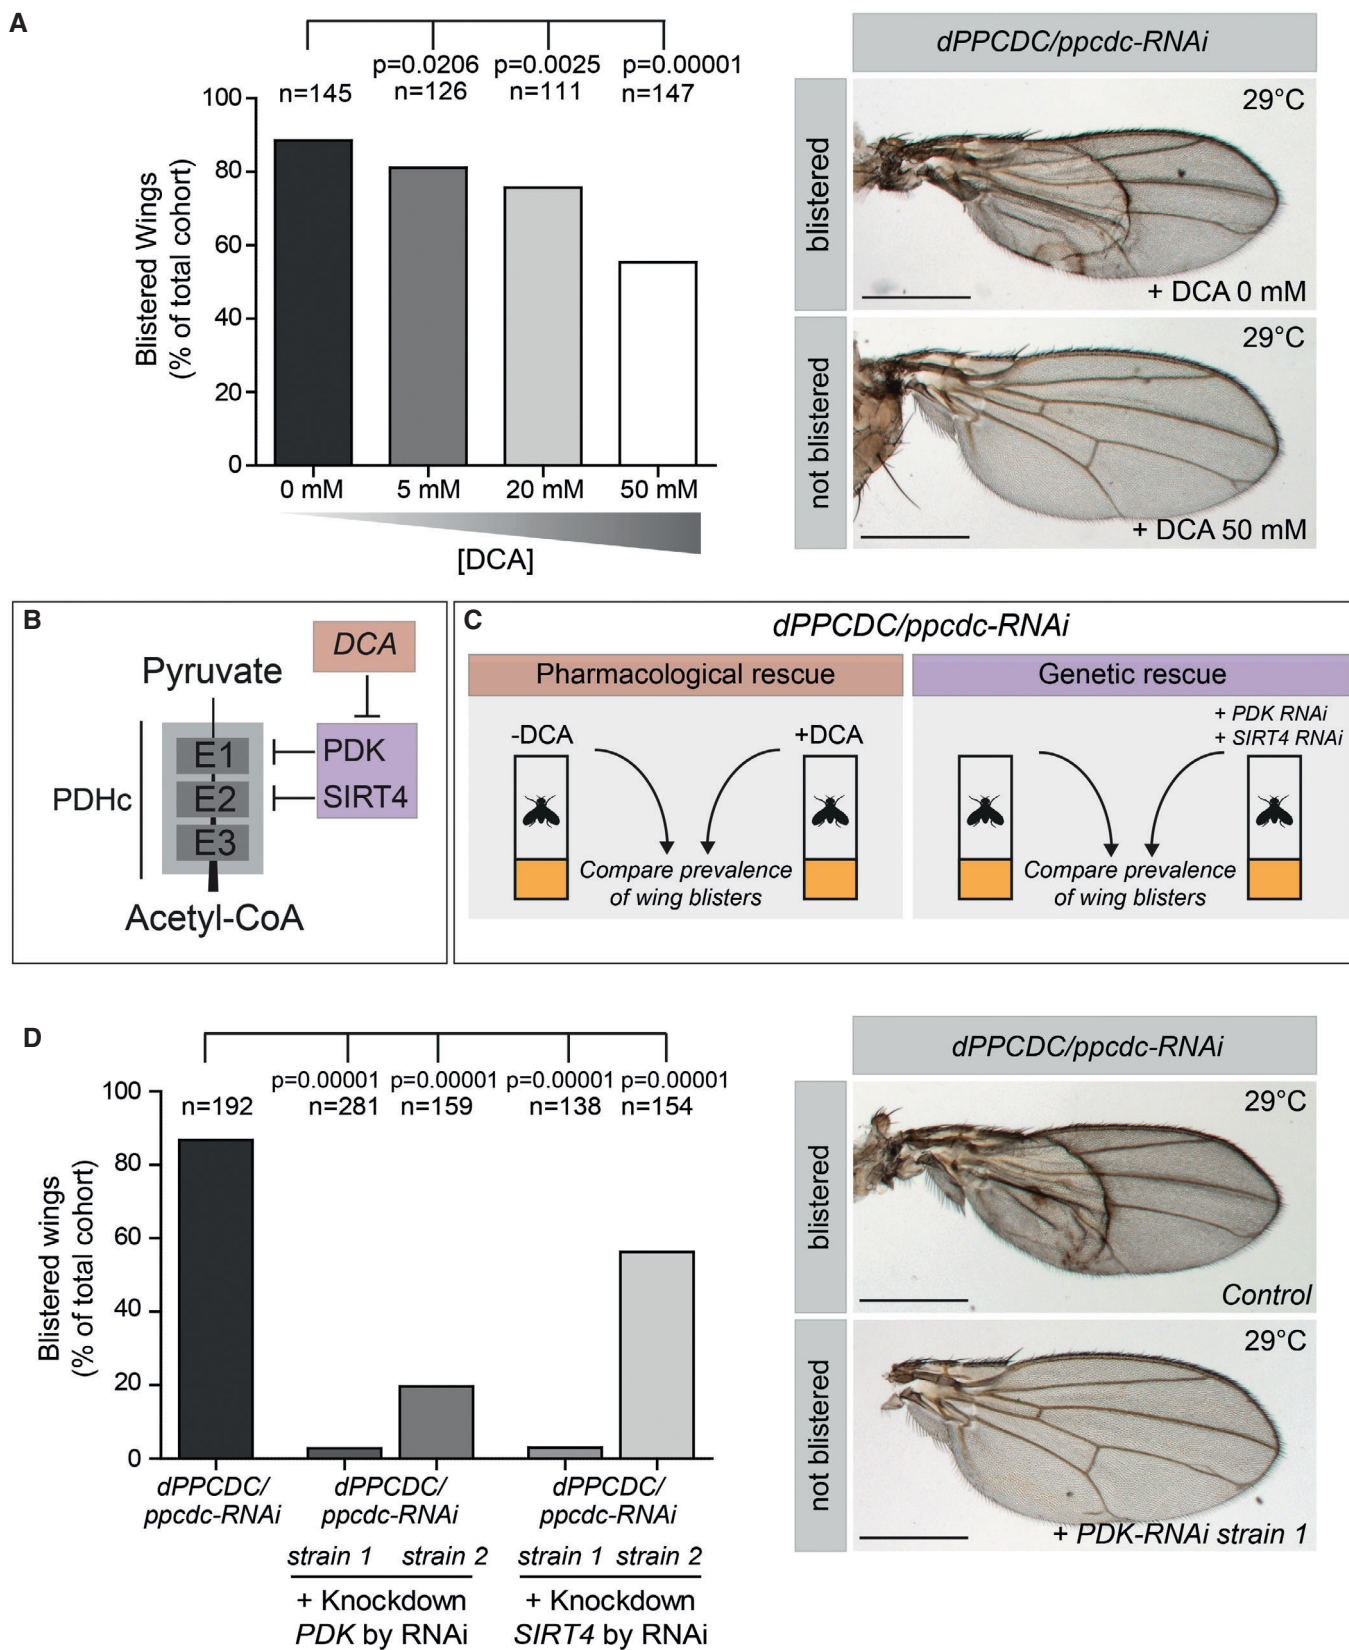 A
p=0.0206 p=0.0025 p=0.00001
n=145 n=126 n=111 n=147
Blistered Wings
(% of total cohort)
100
80
60
40
20
0
0 mM 5 mM 20 mM 50 mM
[DCA]
dPPCDC/ppcdc-RNAi
blistered
29°C
+ DCA 0 mM
not blistered
29°C
+ DCA 50 mM
B
DCA
Pyruvate
PDHc
E1
E2
E3
PDK
SIRT4
Acetyl-CoA
C
dPPCDC/ppcdc-RNAi
Pharmacological rescue
-DCA
+DCA
Compare prevalence
of wing blisters
Genetic rescue
+ PDK RNAi
+ SIRT4 RNAi
Compare prevalence
of wing blisters
D
p=0.00001 p=0.00001 p=0.00001 p=0.00001
n=192 n=281 n=159 n=138 n=154
Blistered wings
(% of total cohort)
100
80
60
40
20
0
dPPCDC/
ppcdc-RNAi
dPPCDC/
ppcdc-RNAi
strain 1 strain 2
+ Knockdown
PDK by RNAi
dPPCDC/
ppcdc-RNAi
strain 1 strain 2
+ Knockdown
SIRT4 by RNAi
dPPCDC/ppcdc-RNAi
blistered
29°C
Control
not blistered
29°C
+ PDK-RNAi strain 1